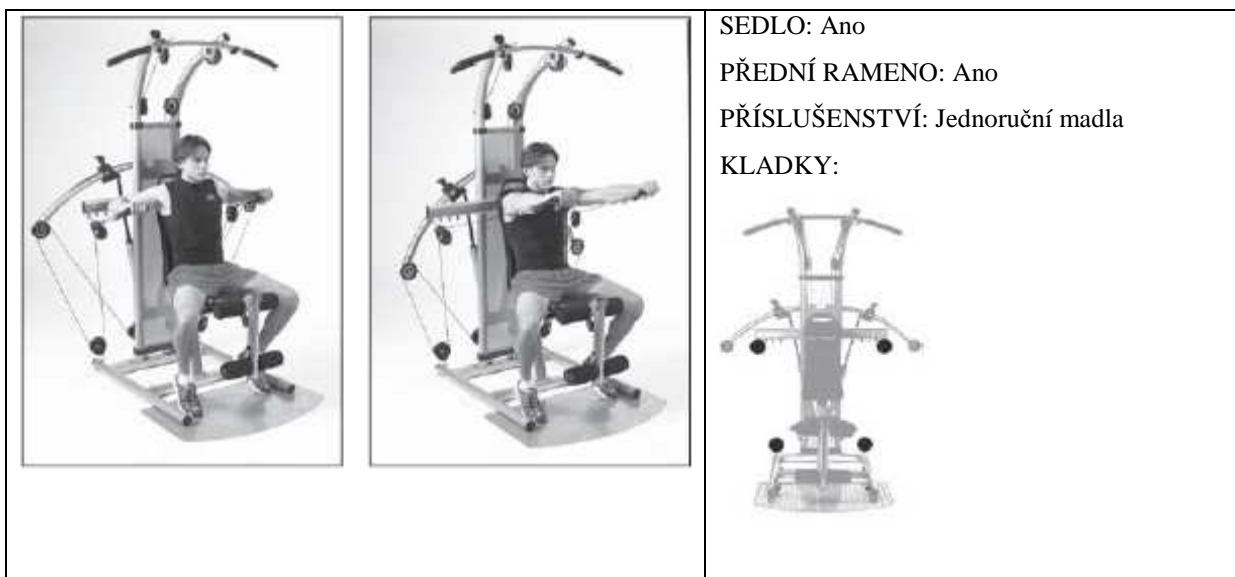 SEDLO: Ano
PŘEDNÍ RAMENO: Ano
PŘÍSLUŠENSTVÍ: Jednoruční madla
KLADKY: